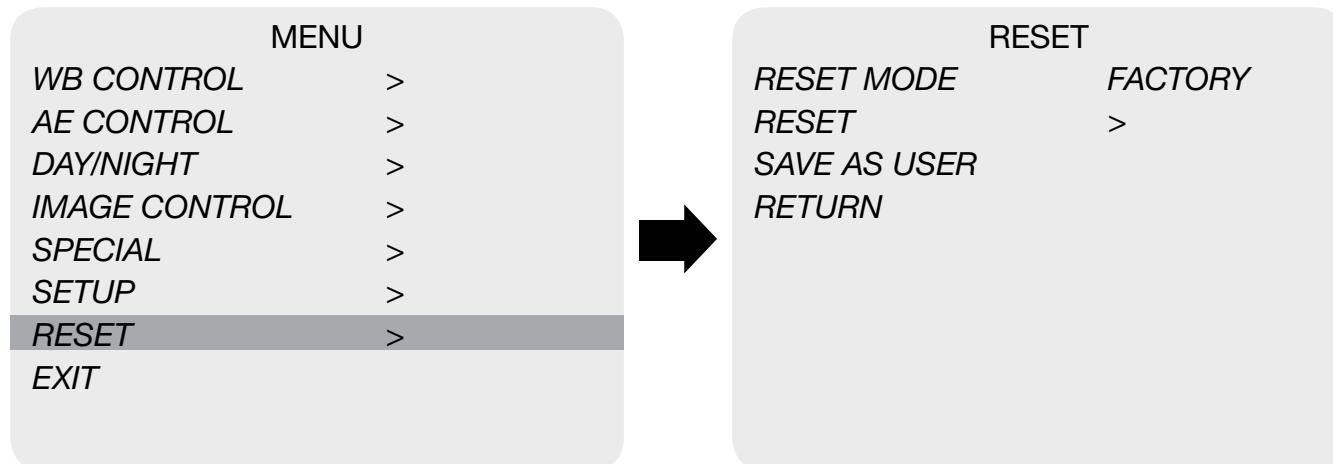 MENU
WB CONTROL >
AE CONTROL >
DAY/NIGHT >
IMAGE CONTROL >
SPECIAL >
SETUP >
RESET >
EXIT
RESET
RESET MODE FACTORY
RESET >
SAVE AS USER
RETURN